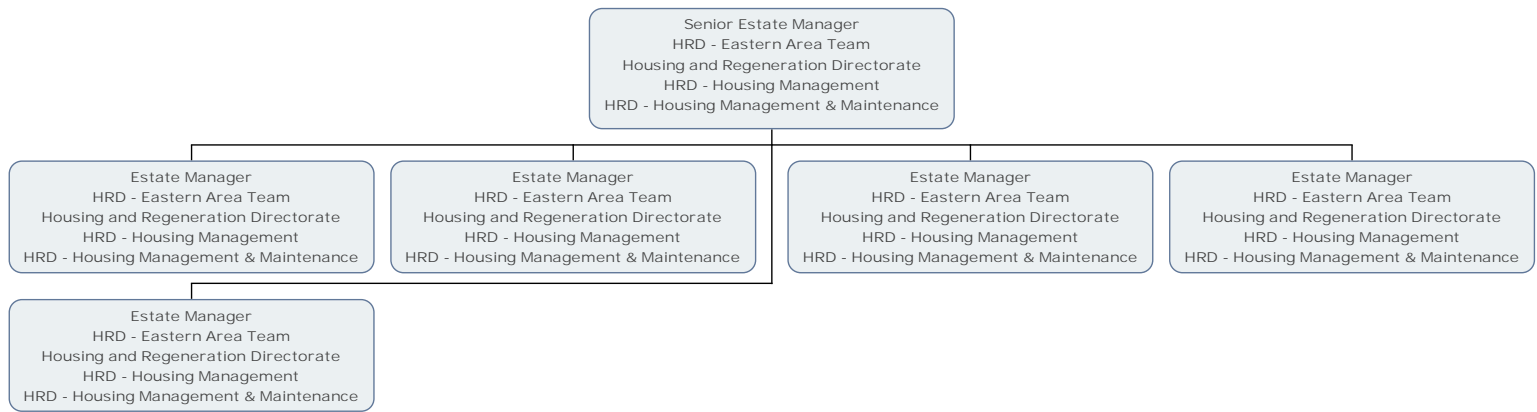 Senior Estate Manager
HRD - Eastern Area Team
Housing and Regeneration Directorate
HRD - Housing Management
HRD - Housing Management & Maintenance
Estate Manager
HRD - Eastern Area Team
Housing and Regeneration Directorate
HRD - Housing Management
HRD - Housing Management & Maintenance
Estate Manager
HRD - Eastern Area Team
Housing and Regeneration Directorate
HRD - Housing Management
HRD - Housing Management & Maintenance
Estate Manager
HRD - Eastern Area Team
Housing and Regeneration Directorate
HRD - Housing Management
HRD - Housing Management & Maintenance
Estate Manager
HRD - Eastern Area Team
Housing and Regeneration Directorate
HRD - Housing Management
HRD - Housing Management & Maintenance
Estate Manager
HRD - Eastern Area Team
Housing and Regeneration Directorate
HRD - Housing Management
HRD - Housing Management & Maintenance